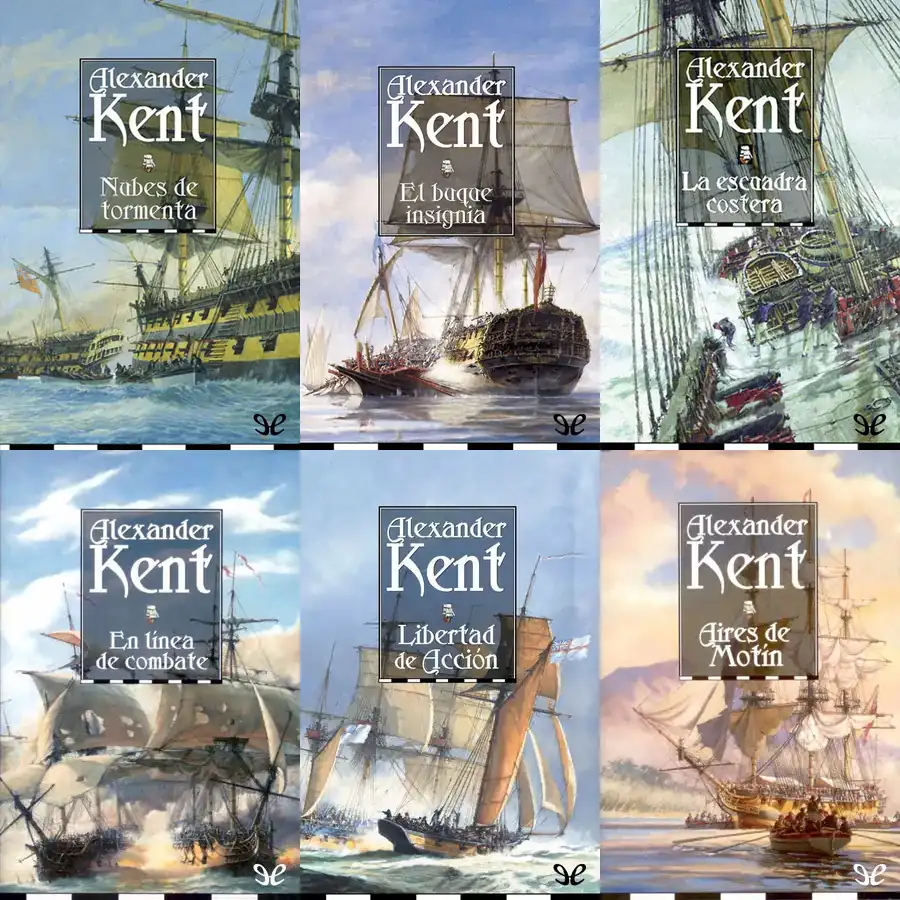 Alexander
Kent
Nubes de
tormenta
Alexander
Kent
El buque
insignia
Alexander
Kent
La escuadra
costera
Alexander
Kent
En línea
de combate
Alexander
Kent
Libertad
de Acción
Alexander
Kent
Aires de
Motín